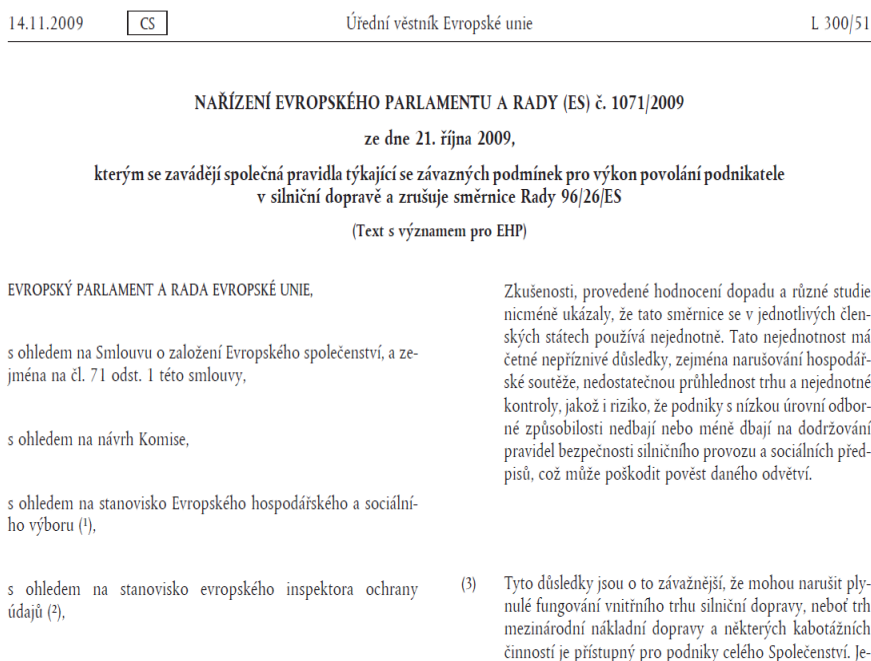 14.11.2009
CS
Úřední věstník Evropské unie
L 300/51
NAŘÍZENÍ EVROPSKÉHO PARLAMENTU A RADY (ES) č. 1071/2009
ze dne 21. října 2009,
kterým se zavádějí společná pravidla týkající se závazných podmínek pro výkon povolání podnikatele
v silniční dopravě a zrušuje směrnice Rady 96/26/ES
(Text s významem pro EHP)
EVROPSKÝ PARLAMENT A RADA EVROPSKÉ UNIE,
s ohledem na Smlouvu o založení Evropského společenství, a ze-
jména na čl. 71 odst. 1 této smlouvy,
s ohledem na návrh Komise,
s ohledem na stanovisko Evropského hospodářského a sociální-
ho výboru (¹),
s ohledem na stanovisko evropského inspektora ochrany
údajů (²),
Zkušenosti, provedené hodnocení dopadu a různé studie
nicméně ukázaly, že tato směrnice se v jednotlivých člen-
ských státech používá nejednotně. Tato nejednotnost má
četné nepříznivé důsledky, zejména narušování hospodář-
ské soutěže, nedostatečnou průhlednost trhu a nejednotné
kontroly, jakož i riziko, že podniky s nízkou úrovní odbor-
né způsobilosti nedbají nebo méně dbají na dodržování
pravidel bezpečnosti silničního provozu a sociálních před-
pisů, což může poškodit pověst daného odvětví.
(3) Tyto důsledky jsou o to závažnější, že mohou narušit ply-
nulé fungování vnitřního trhu silniční dopravy, neboť trh
mezinárodní nákladní dopravy a některých kabotážních
činností je přístupný pro podniky celého Společenství. Je-